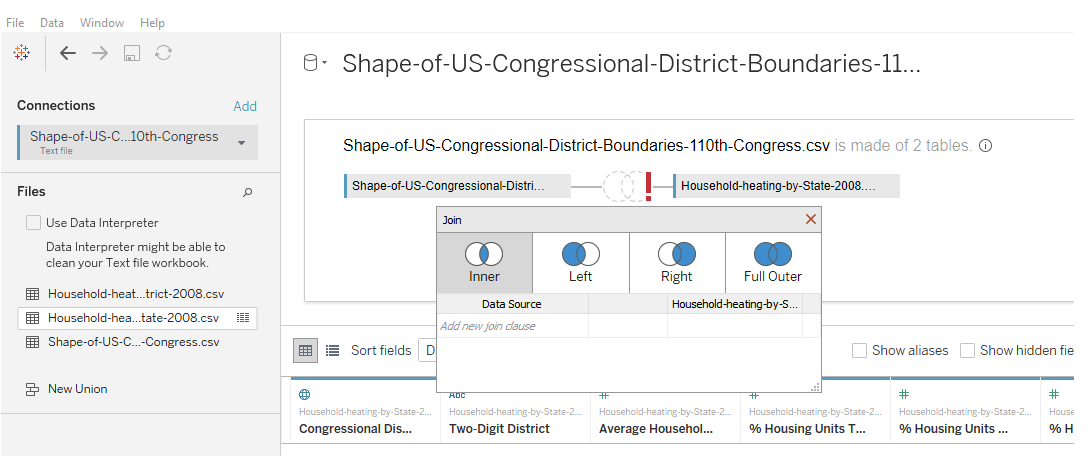 File Data Window Help
Shape-of-US-Congressional-District-Boundaries-11...
Connections
Add
Shape-of-US-C...10th-Congress
Text file
Shape-of-US-Congressional-District-Boundaries-110th-Congress.csv is made of 2 tables.
Shape-of-US-Congressional-Distri...
Household-heating-by-State-2008....
Files
Use Data Interpreter
Data Interpreter might be able to
clean your Text file workbook.
Household-heat...trict-2008.csv
Household-hea...tate-2008.csv
Shape-of-US-C...-Congress.csv
New Union
Join
Inner
Left
Right
Full Outer
Data Source
Household-heating-by-S...
Add new join clause
Sort fields
D
Show aliases
Show hidden fie
Household-heating-by-State-2...
Congressional Dis...
Abc
Household-heating-by-State-2...
Two-Digit District
Household-heating-by-State-2...
Average Househol...
Household-heating-by-State-2...
% Housing Units T...
Household-heating-by-State-2...
% Housing Units ...
Househ
% H